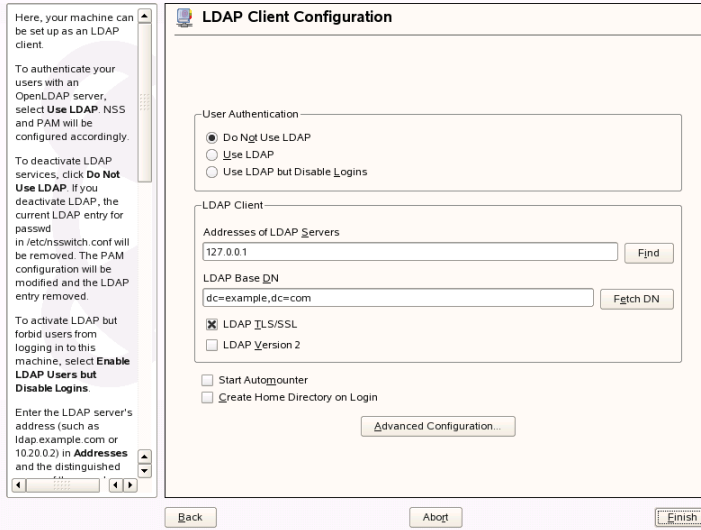 Here, your machine can
be set up as an LDAP
client.
To authenticate your
users with an
OpenLDAP server,
select Use LDAP. NSS
and PAM will be
configured accordingly.
To deactivate LDAP
services, click Do Not
Use LDAP. If you
deactivate LDAP, the
current LDAP entry for
passwd
in /etc/nsswitch.conf will
be removed. The PAM
configuration will be
modified and the LDAP
entry removed.
To activate LDAP but
forbid users from
logging in to this
machine, select Enable
LDAP Users but
Disable Logins.
Enter the LDAP server's
address (such as
ldap.example.com or
10.20.0.2) in Addresses
and the distinguished
LDAP Client Configuration
User Authentication
Do Not Use LDAP
Use LDAP
Use LDAP but Disable Logins
LDAP Client
Addresses of LDAP Servers
127.0.0.1
Find
LDAP Base DN
dc=example,dc=com
Fetch DN
LDAP TLS/SSL
LDAP Version 2
Start Automounter
Create Home Directory on Login
Advanced Configuration...
Back
Abort
Finish